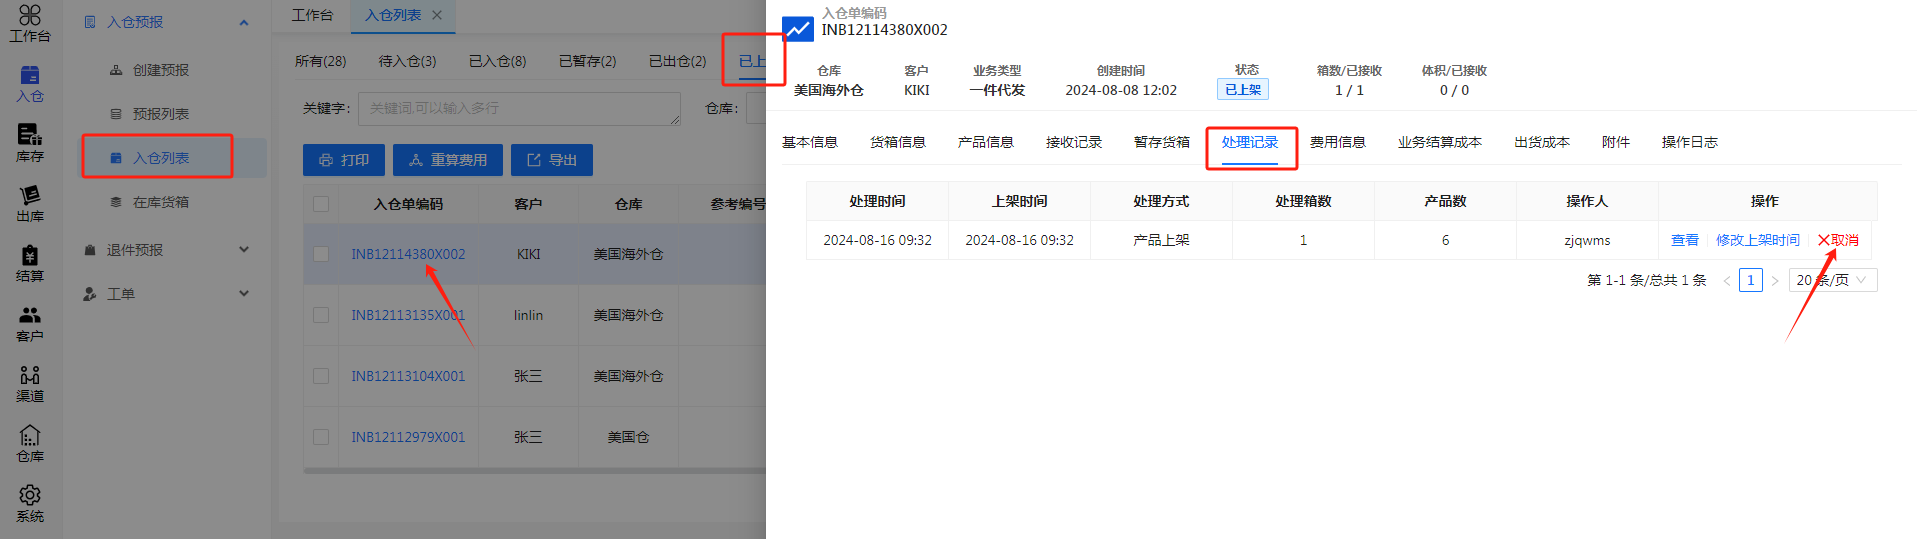 工作台
入仓
库存
出库
结算
客户
渠道
仓库
系统
入仓预报
创建预报
预报列表
入仓列表
在库货箱
退件预报
工单
工作台
入仓列表
所有(28)
待入仓(3)
已入仓(8)
已暂存(2)
已出仓(2)
已上
关键字:
关键词,可以输入多行
仓库:
打印
重算费用
导出
入仓单编码 客户 仓库 参考编号
INB12114380X002 KIKI 美国海外仓
INB12113135X001 linlin 美国海外仓
INB12113104X001 张三 美国海外仓
INB12112979X001 张三 美国仓
入仓单编码
INB12114380X002
仓库 客户 业务类型 创建时间 状态 箱数/已接收 体积/已接收
美国海外仓 KIKI 一件代发 2024-08-08 12:02 已上架 1 / 1 0 / 0
基本信息 货箱信息 产品信息 接收记录 暂存货箱 处理记录 费用信息 业务结算成本 出货成本 附件 操作日志
处理时间 上架时间 处理方式 处理箱数 产品数 操作人 操作
2024-08-16 09:32 2024-08-16 09:32 产品上架 1 6 zjqwms 查看 修改上架时间 取消
第 1-1 条/总共 1 条 < 1 > 20 条/页